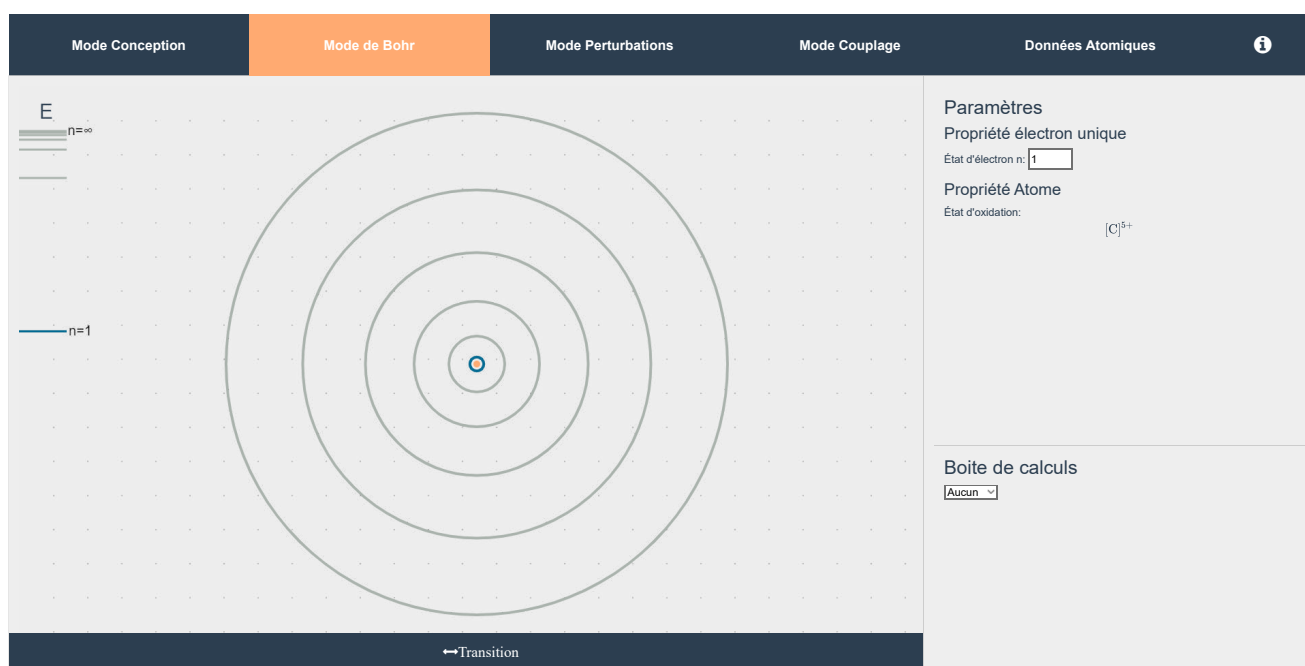 Mode Conception
Mode de Bohr
Mode Perturbations
Mode Couplage
Données Atomiques
E
n=∞
n=1
↔Transition
Paramètres
Propriété électron unique
État d'électron n: 1
Propriété Atome
État d'oxidation:
[C]⁵⁺
Boite de calculs
Aucun